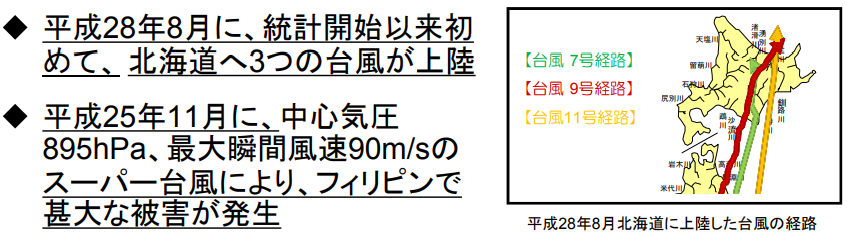 ◆ 平成28年8月に、統計開始以来初
めて、北海道へ3つの台風が上陸
◆ 平成25年11月に、中心気圧
895hPa、最大瞬間風速90m/sの
スーパー台風により、フィリピンで
甚大な被害が発生
【台風 7号経路】
【台風 9号経路】
【台風11号経路】
天塩川
渚滑川
湧別川
留萌川
石狩川
尻別川
釧路川
鵡川
沙流川
岩木川
米代川
平成28年8月北海道に上陸した台風の経路